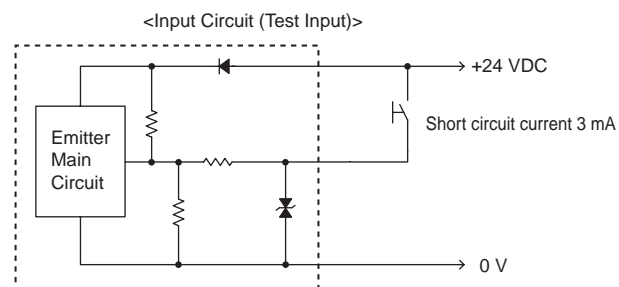 <Input Circuit (Test Input)>
+24 VDC
Short circuit current 3 mA
Emitter
Main
Circuit
0 V